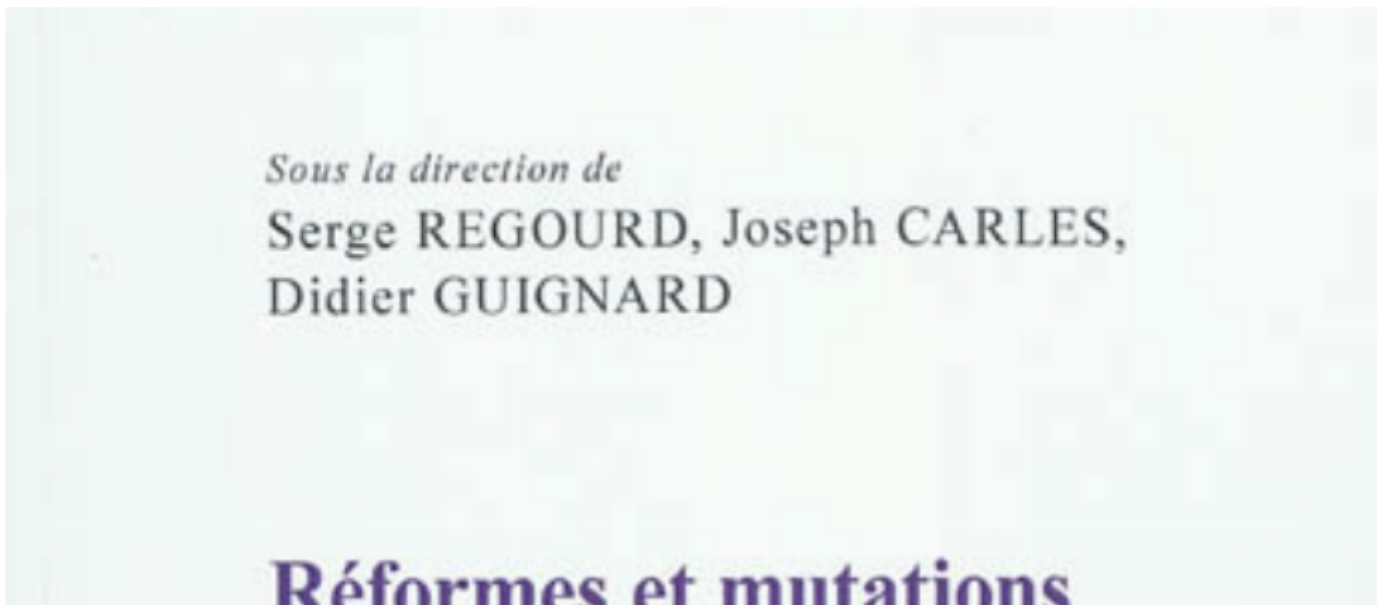 Sous la direction de
Serge REGOURD, Joseph CARLES,
Didier GUIGNARD
Réformes et mutations